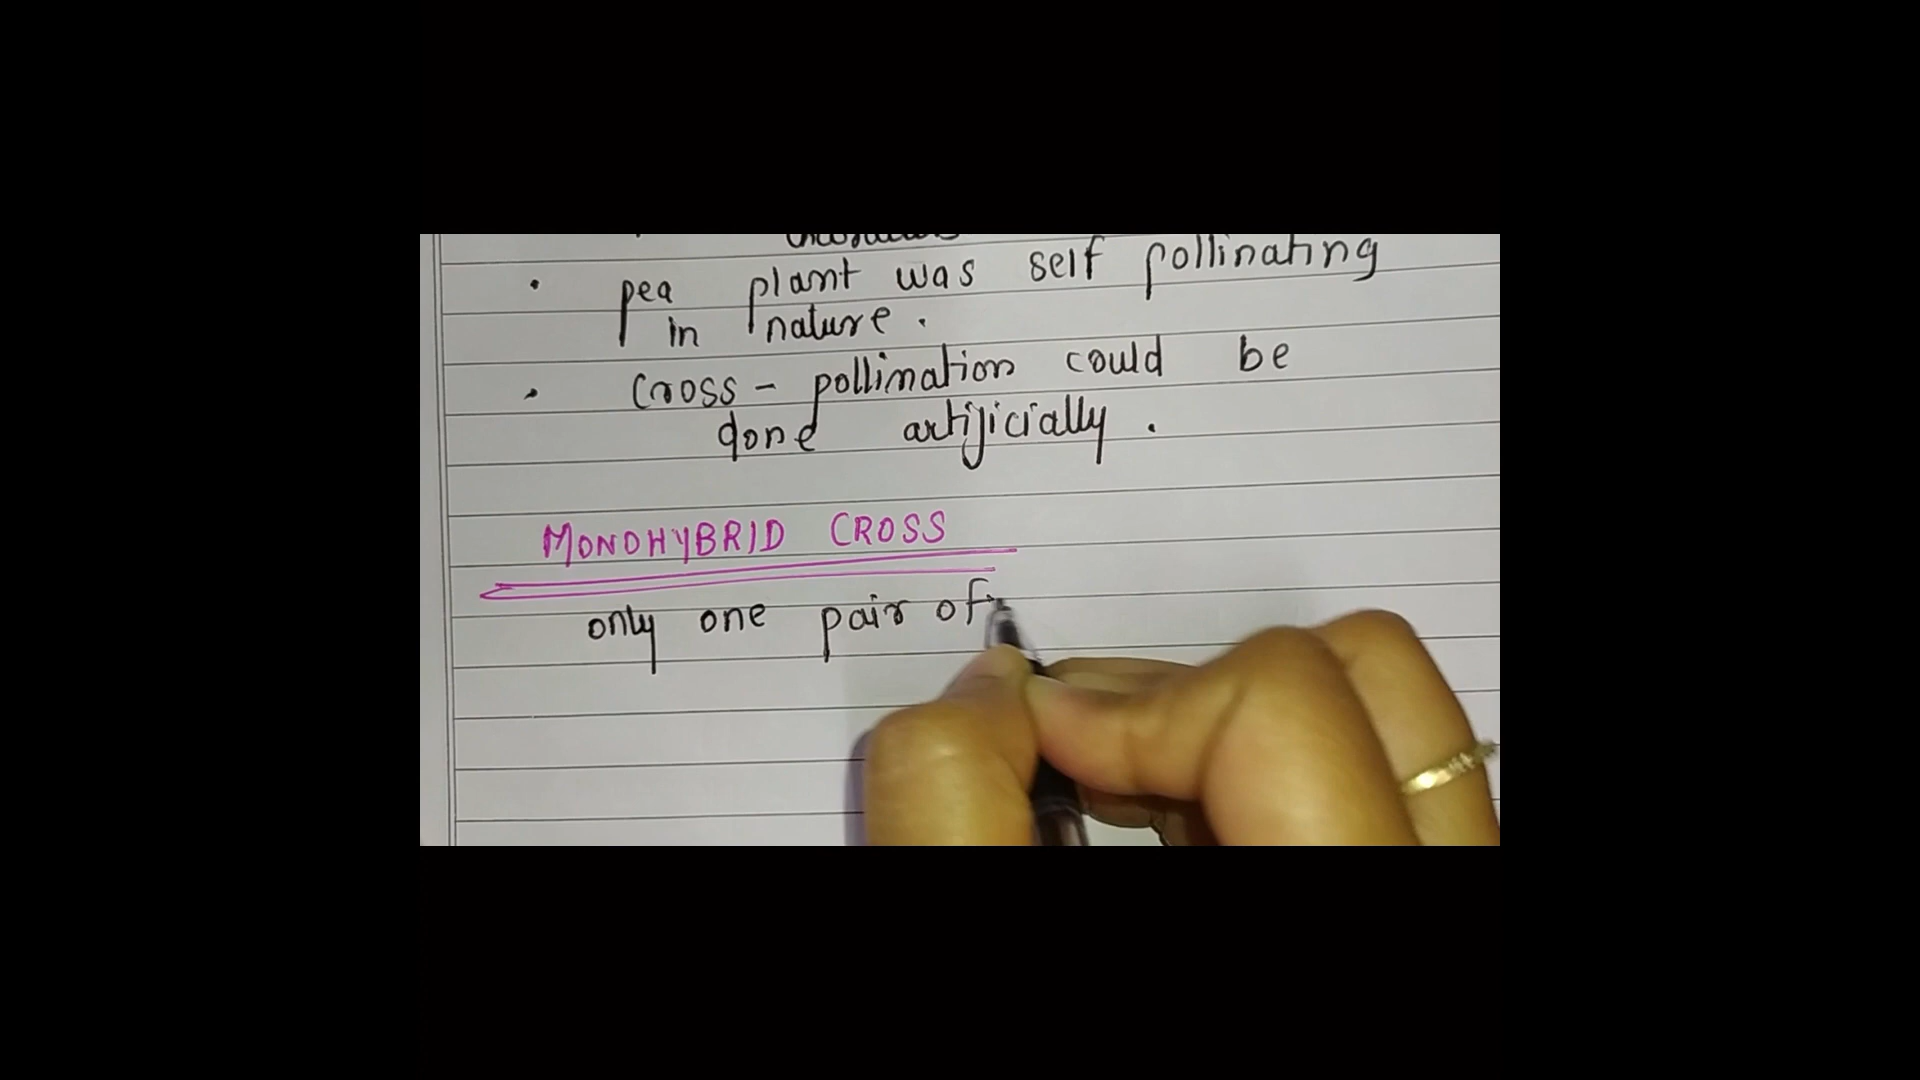 • pea plant was self pollinating
in nature.
• Cross - pollination could be
done artificially.
MONOHYBRID CROSS
only one pair of